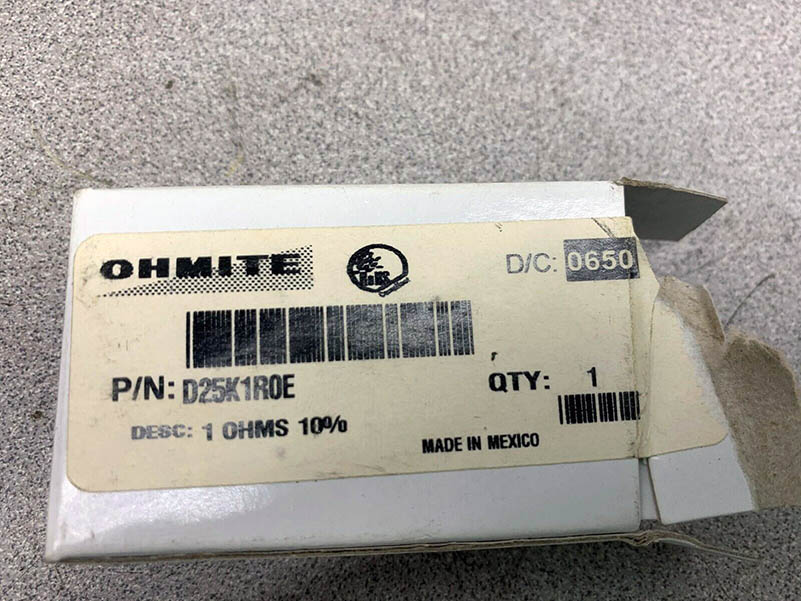 OHMITE
D/C: 0650
P/N: D25K1R0E
QTY: 1
DESC: 1 OHMS 10%
MADE IN MEXICO